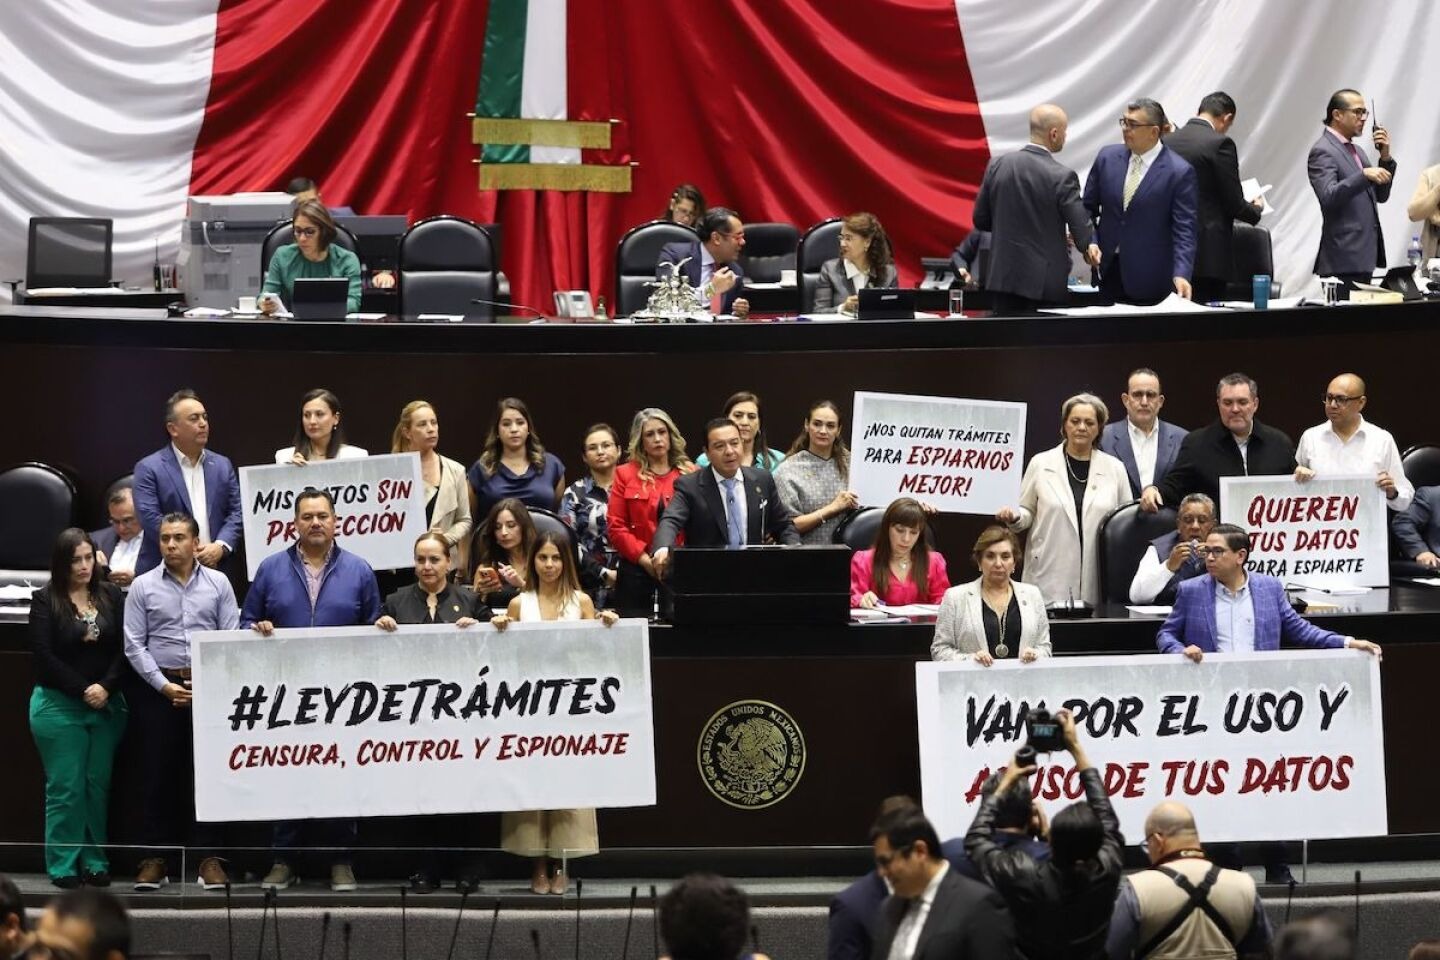 ¡NOS QUITAN TRÁMITES
PARA ESPIARNOS
MEJOR!
MIS DATOS SIN
PROTECCIÓN
QUIEREN
TUS DATOS
PARA ESPIARTE
#LEYDETRÁMITES
CENSURA, CONTROL Y ESPIONAJE
ESTADOS UNIDOS MEXICANOS
VAN POR EL USO Y
ABUSO DE TUS DATOS